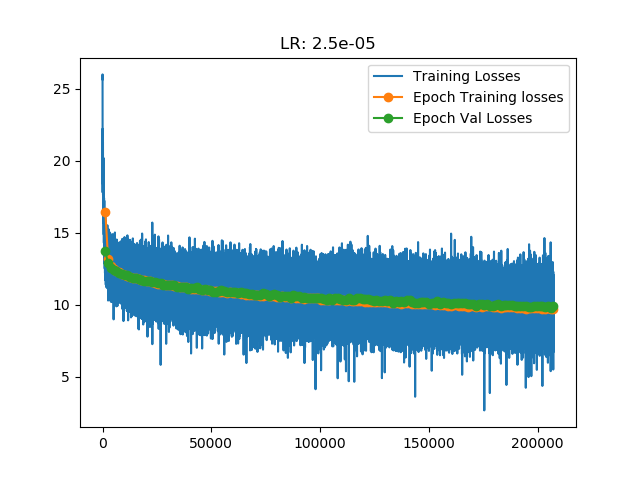 LR: 2.5e-05
Training Losses
Epoch Training losses
Epoch Val Losses
25
20
15
10
5
0
50000
100000
150000
200000